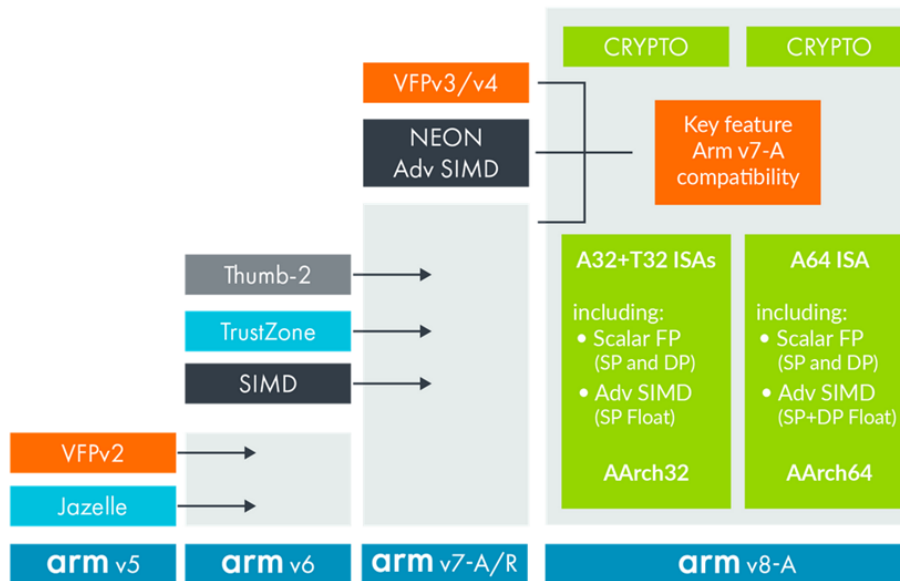 CRYPTO
CRYPTO
VFPv3/v4
NEON
Adv SIMD
Key feature
Arm v7-A
compatibility
Thumb-2
TrustZone
SIMD
A32+T32 ISAs
including:
• Scalar FP
(SP and DP)
• Adv SIMD
(SP Float)
AArch32
A64 ISA
including:
• Scalar FP
(SP and DP)
• Adv SIMD
(SP+DP Float)
AArch64
VFPv2
Jazelle
arm v5
arm v6
arm v7-A/R
arm v8-A